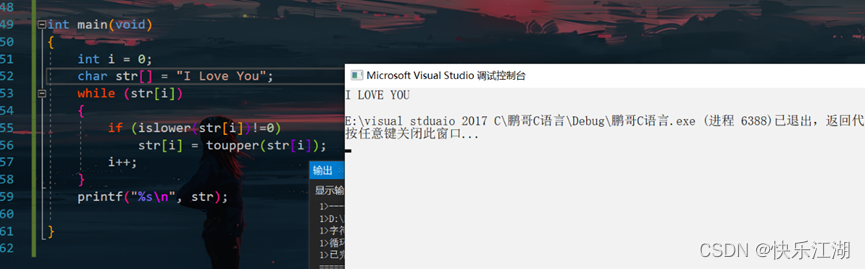 48
49 int main(void)
50 {
51 int i = 0;
52 char str[] = "I Love You";
53 while (str[i])
54 {
55 if (islower(str[i])!=0)
56 str[i] = toupper(str[i]);
57 i++;
58 }
59 printf("%s\n", str);
60
61 }
62
输出
显示输
1>----
1>D:\
1>字符
1>循环
1>已完
Microsoft Visual Studio 调试控制台
I LOVE YOU
E:\visual stduaio 2017 C\鹏哥C语言\Debug\鹏哥C语言.exe (进程 6388)已退出，返回代
按任意键关闭此窗口...
CSDN @快乐江湖